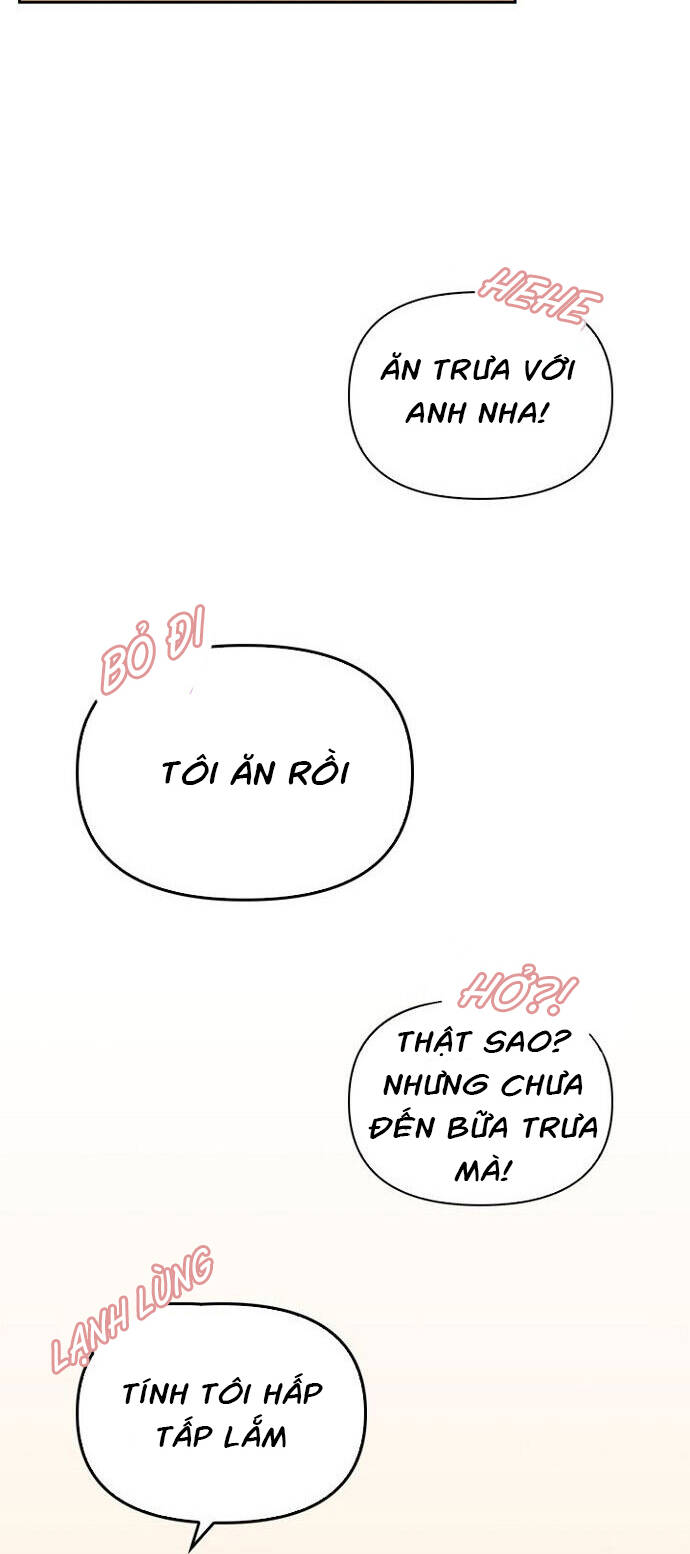 HEHE
ĂN TRƯA VỚI
ANH NHA!
BỎ ĐI
TÔI ĂN RỒI
HỞ?!
THẬT SAO?
NHƯNG CHƯA
ĐẾN BỮA TRƯA
MÀ!
LẠNH LÙNG
TÍNH TÔI HẤP
TẤP LẮM